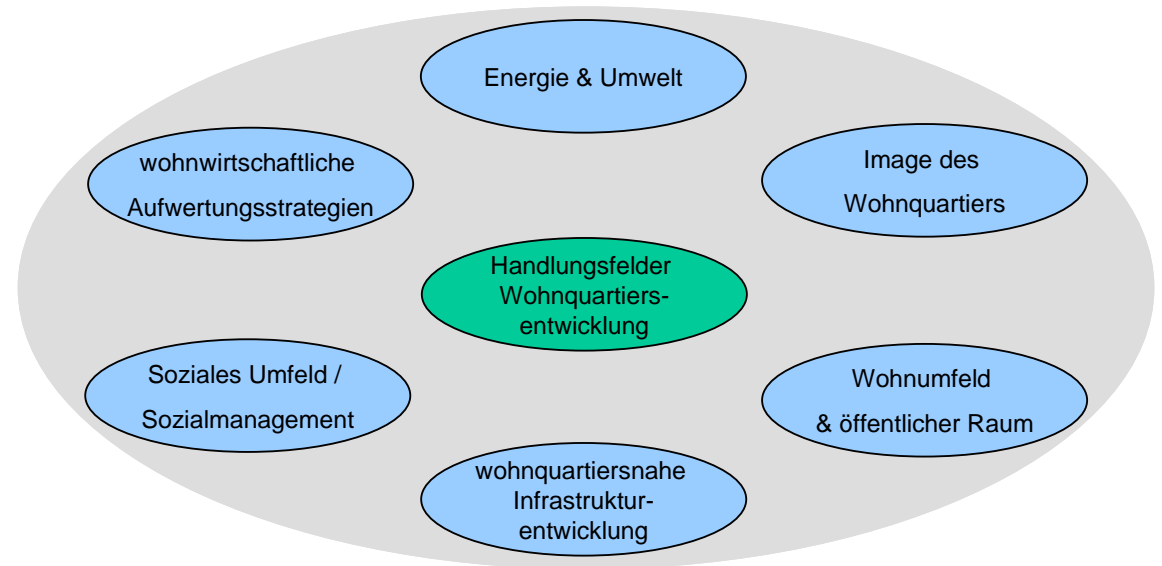 Energie & Umwelt
wohnwirtschaftliche
Aufwertungsstrategien
Image des
Wohnquartiers
Handlungsfelder
Wohnquartiers-
entwicklung
Soziales Umfeld /
Sozialmanagement
Wohnumfeld
& öffentlicher Raum
wohnquartiersnahe
Infrastruktur-
entwicklung